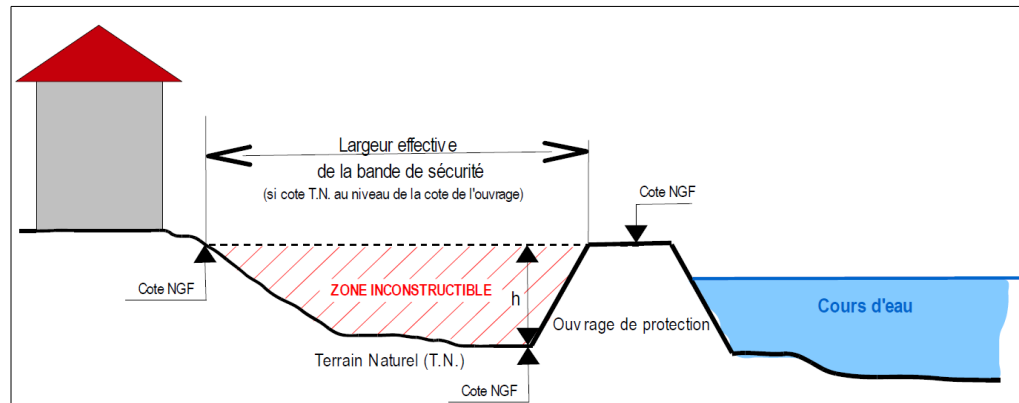 Largeur effective
de la bande de sécurité
(si cote T.N. au niveau de la cote de l'ouvrage)
Cote NGF
Cote NGF
ZONE INCONSTRUCTIBLE
h
Ouvrage de protection
Cours d'eau
Terrain Naturel (T.N.)
Cote NGF